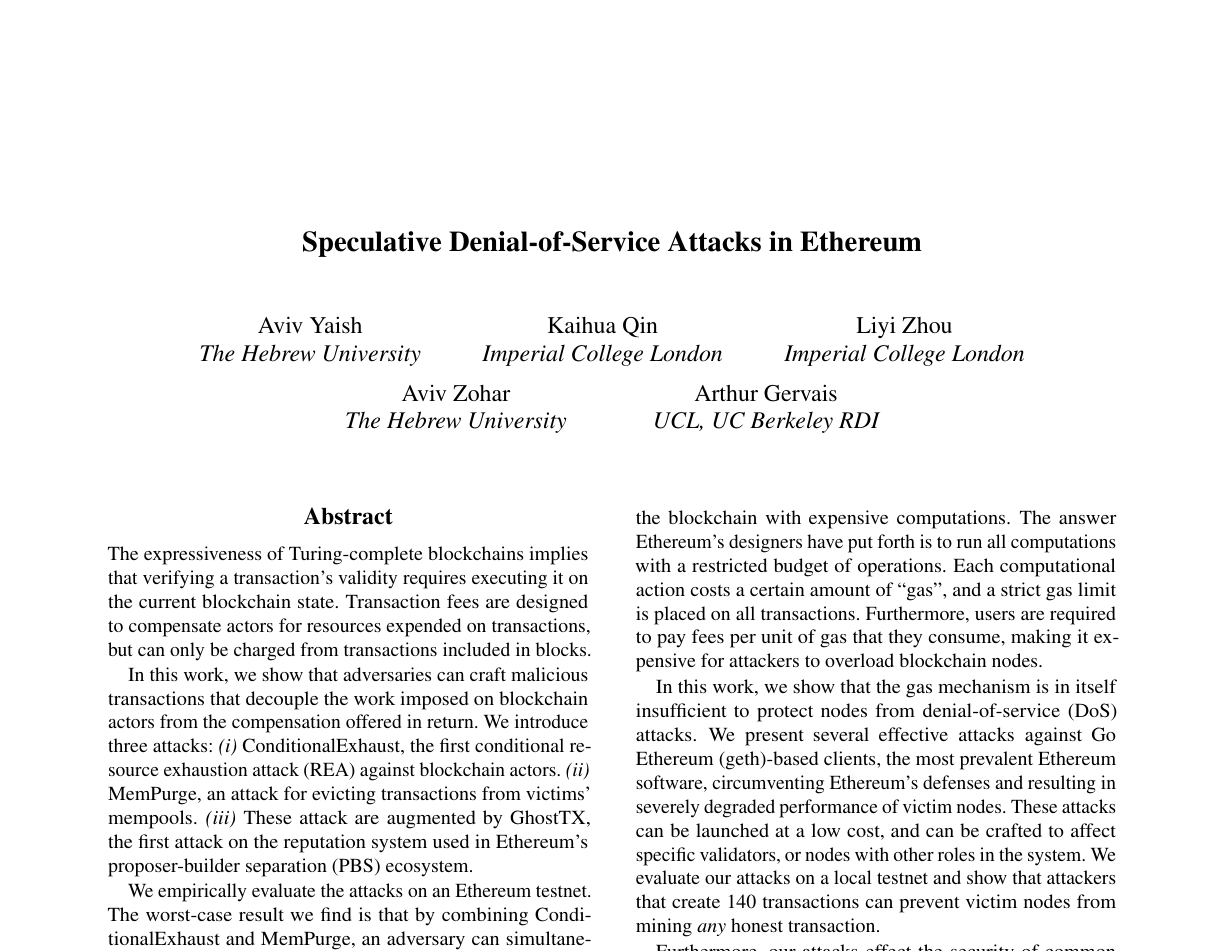 Speculative Denial-of-Service Attacks in Ethereum
Aviv Yaish
The Hebrew University
Kaihua Qin
Imperial College London
Liyi Zhou
Imperial College London
Aviv Zohar
The Hebrew University
Arthur Gervais
UCL, UC Berkeley RDI
Abstract
The expressiveness of Turing-complete blockchains implies
that verifying a transaction's validity requires executing it on
the current blockchain state. Transaction fees are designed
to compensate actors for resources expended on transactions,
but can only be charged from transactions included in blocks.
In this work, we show that adversaries can craft malicious
transactions that decouple the work imposed on blockchain
actors from the compensation offered in return. We introduce
three attacks: (i) ConditionalExhaust, the first conditional re-
source exhaustion attack (REA) against blockchain actors. (ii)
MemPurge, an attack for evicting transactions from victims'
mempools. (iii) These attack are augmented by GhostTX,
the first attack on the reputation system used in Ethereum's
proposer-builder separation (PBS) ecosystem.
We empirically evaluate the attacks on an Ethereum testnet.
The worst-case result we find is that by combining Condi-
tionalExhaust and MemPurge, an adversary can simultane-
the blockchain with expensive computations. The answer
Ethereum's designers have put forth is to run all computations
with a restricted budget of operations. Each computational
action costs a certain amount of “gas”, and a strict gas limit
is placed on all transactions. Furthermore, users are required
to pay fees per unit of gas that they consume, making it ex-
pensive for attackers to overload blockchain nodes.
In this work, we show that the gas mechanism is in itself
insufficient to protect nodes from denial-of-service (DoS)
attacks. We present several effective attacks against Go
Ethereum (geth)-based clients, the most prevalent Ethereum
software, circumventing Ethereum's defenses and resulting in
severely degraded performance of victim nodes. These attacks
can be launched at a low cost, and can be crafted to affect
specific validators, or nodes with other roles in the system. We
evaluate our attacks on a local testnet and show that attackers
that create 140 transactions can prevent victim nodes from
mining any honest transaction.
Furthermore, our attacks effect the security of common